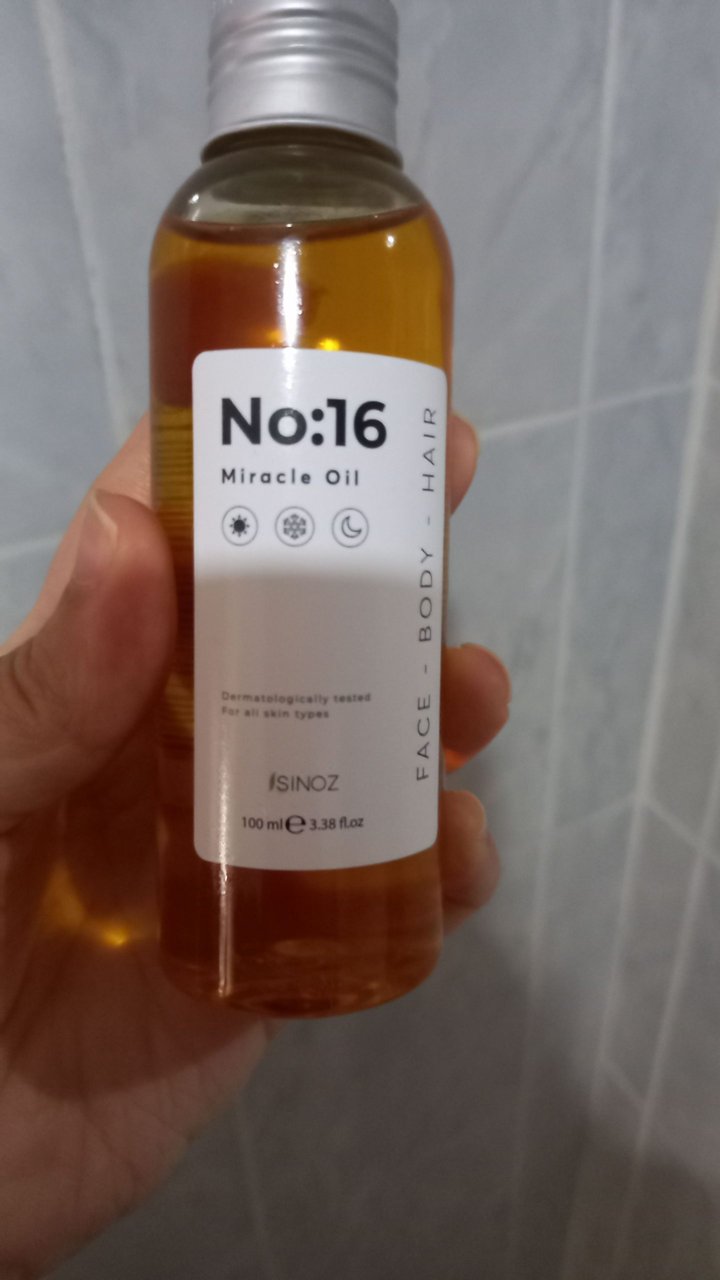 No:16
Miracle Oil
FACE - BODY - HAIR
Dermatologically tested
For all skin types
SINOZ
100 ml ℮ 3.38 fl.oz